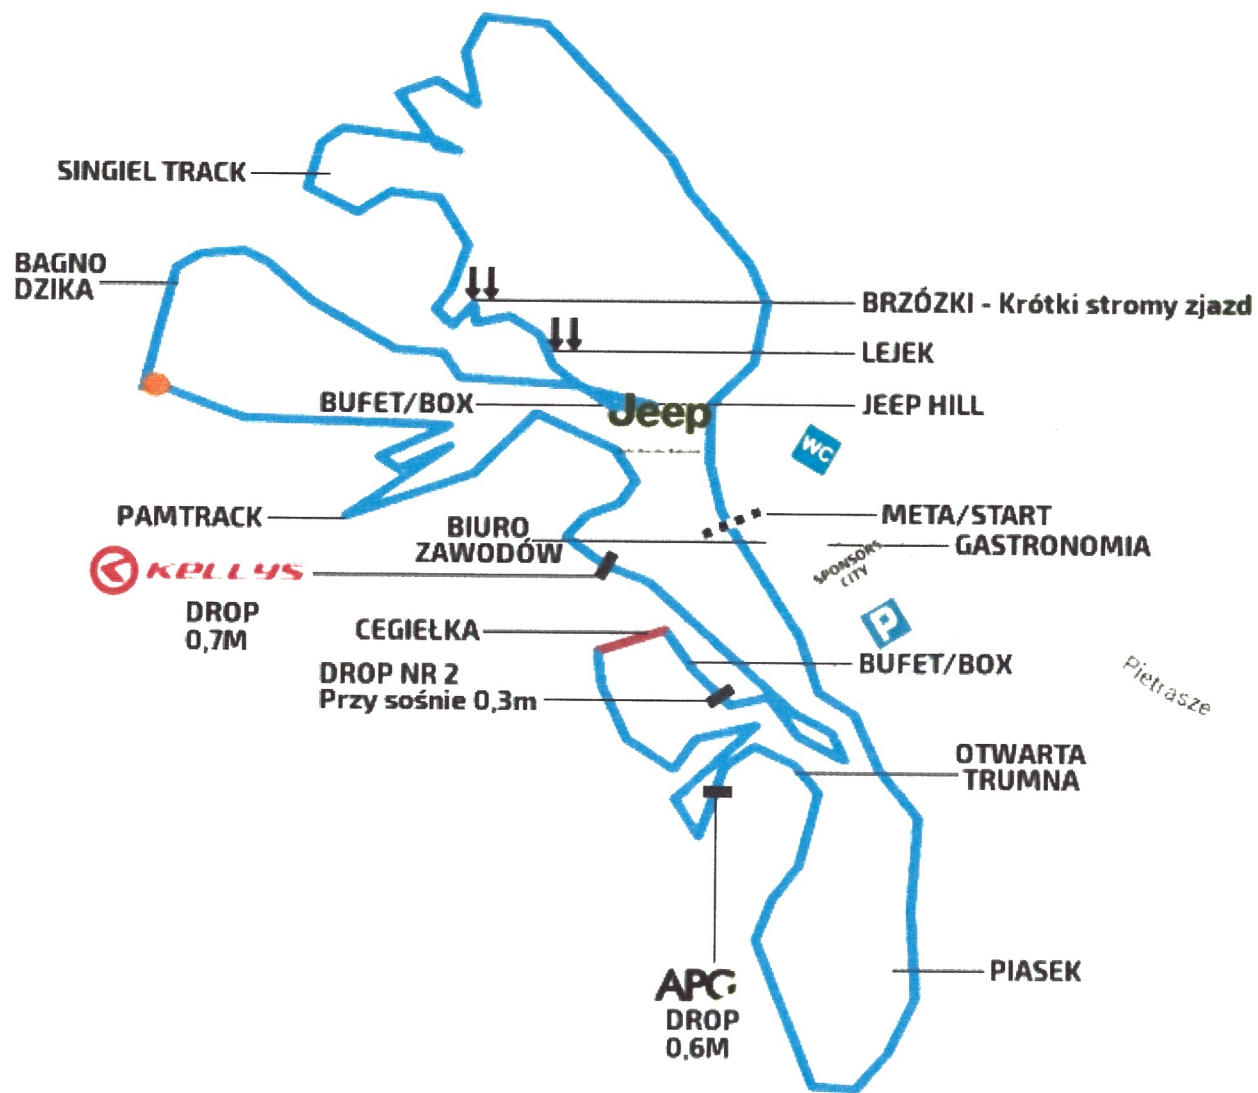 SINGIEL TRACK
BAGNO
DZIKA
BRZÓZKI - Krótki stromy zjazd
LEJEK
BUFET/BOX
Jeep
JEEP HILL
WC
PAMTRACK
BIURO
ZAWODÓW
META/START
GASTRONOMIA
SPONSORS
CITY
KELLYS
DROP
0,7M
CEGIEŁKA
P
DROP NR 2
Przy sośnie 0,3m
BUFET/BOX
Pietrasze
OTWARTA
TRUMNA
PIASEK
APG
DROP
0,6M